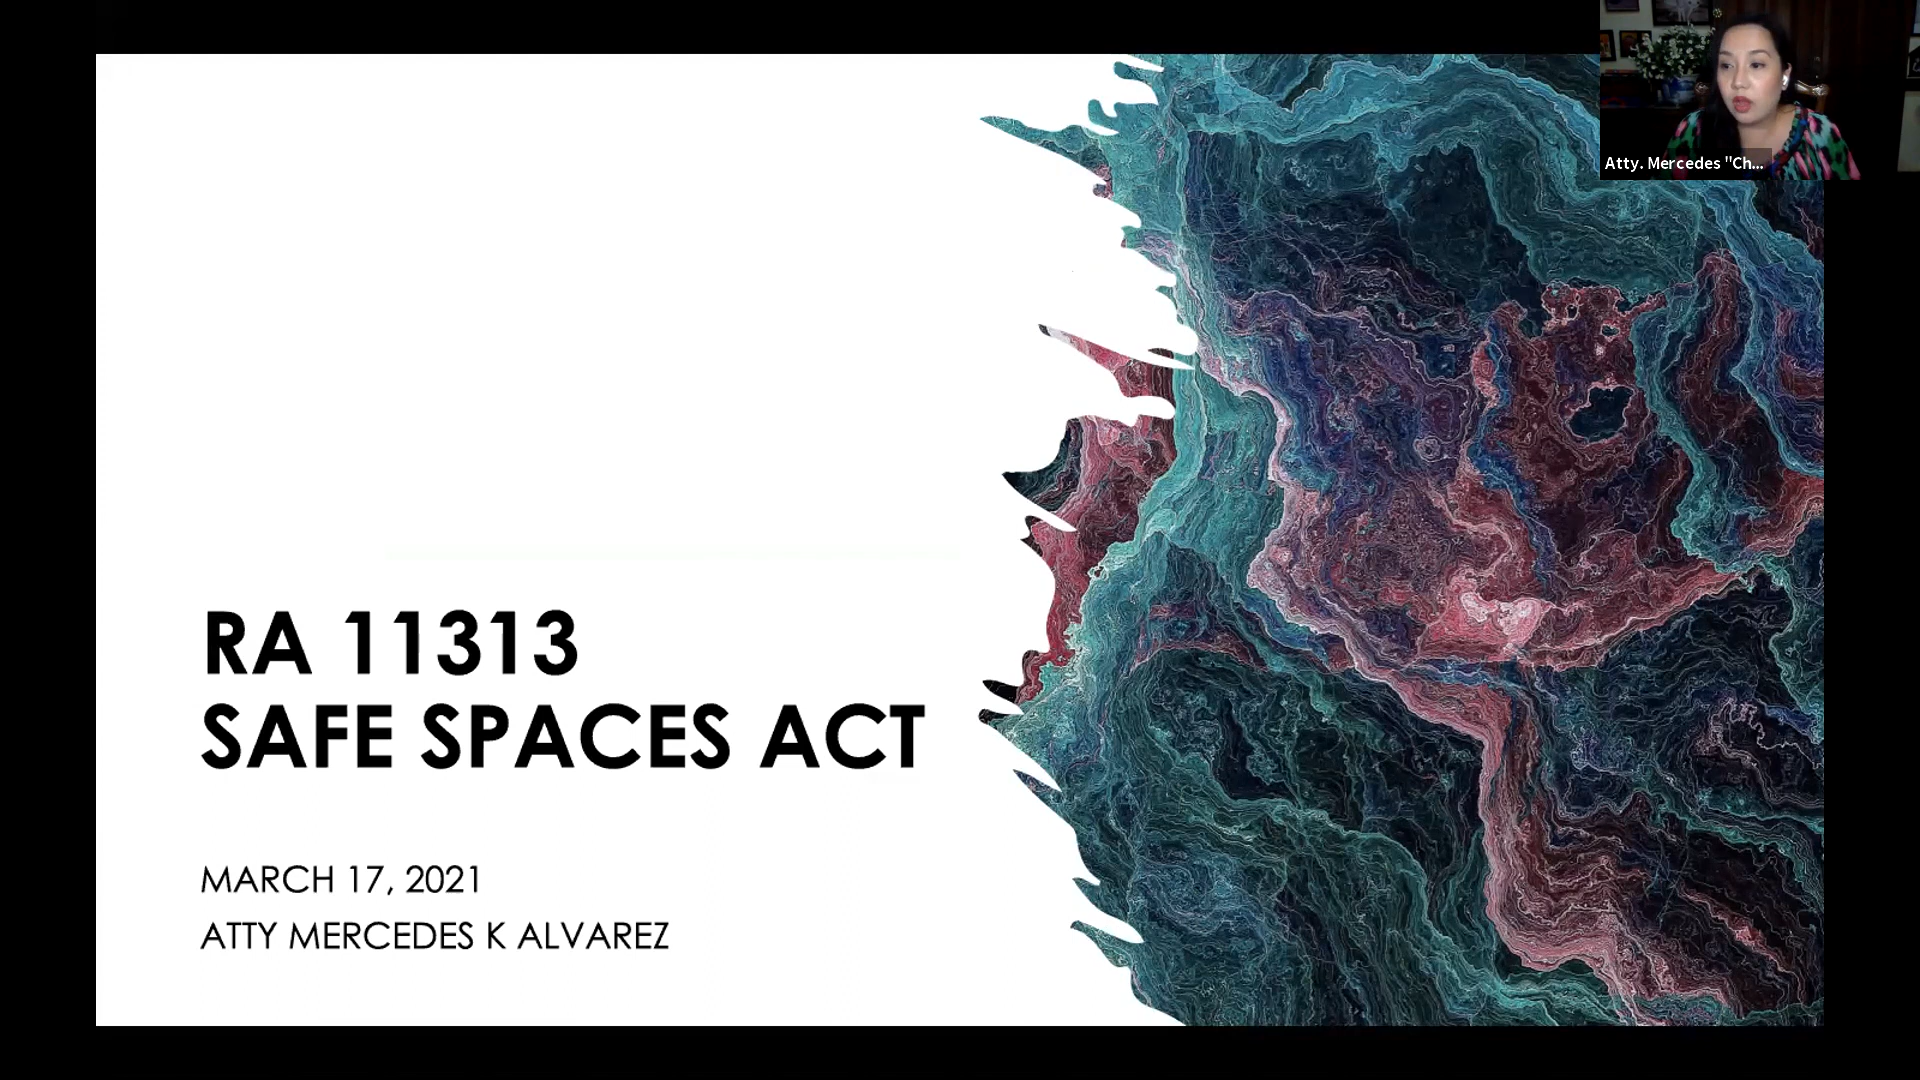 Atty. Mercedes "Ch...
RA 11313
SAFE SPACES ACT
MARCH 17, 2021
ATTY MERCEDES K ALVAREZ